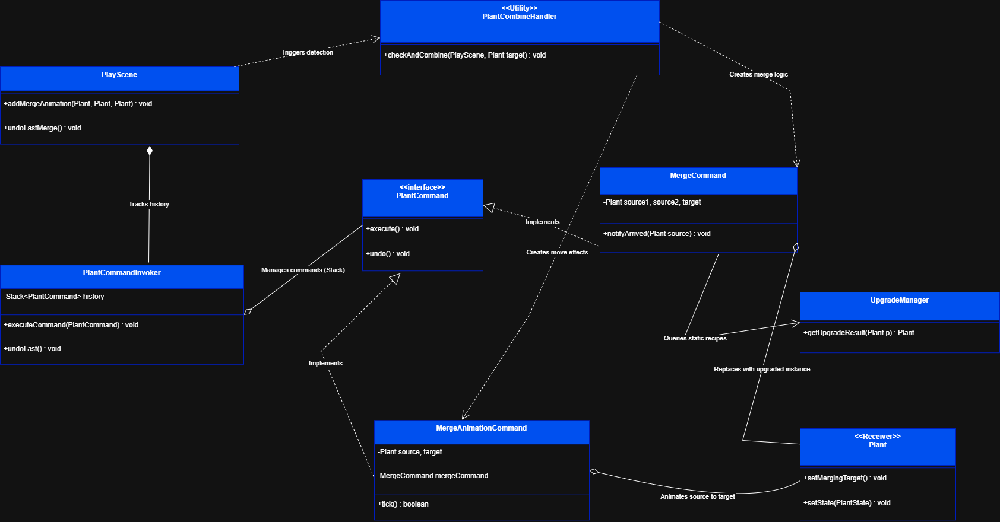 <<Utility>>
PlantCombineHandler
+checkAndCombine(PlayScene, Plant target) : void
Triggers detection
Creates merge logic
PlayScene
+addMergeAnimation(Plant, Plant, Plant) : void
+undoLastMerge() : void
Tracks history
<<interface>>
PlantCommand
+execute() : void
+undo() : void
MergeCommand
-Plant source1, source2, target
+notifyArrived(Plant source) : void
Implements
Creates move effects
Manages commands (Stack)
PlantCommandInvoker
-Stack<PlantCommand> history
+executeCommand(PlantCommand) : void
+undoLast() : void
UpgradeManager
+getUpgradeResult(Plant p) : Plant
Queries static recipes
Implements
Replaces with upgraded instance
MergeAnimationCommand
-Plant source, target
-MergeCommand mergeCommand
+tick() : boolean
<<Receiver>>
Plant
+setMergingTarget() : void
+setState(PlantState) : void
Animates source to target